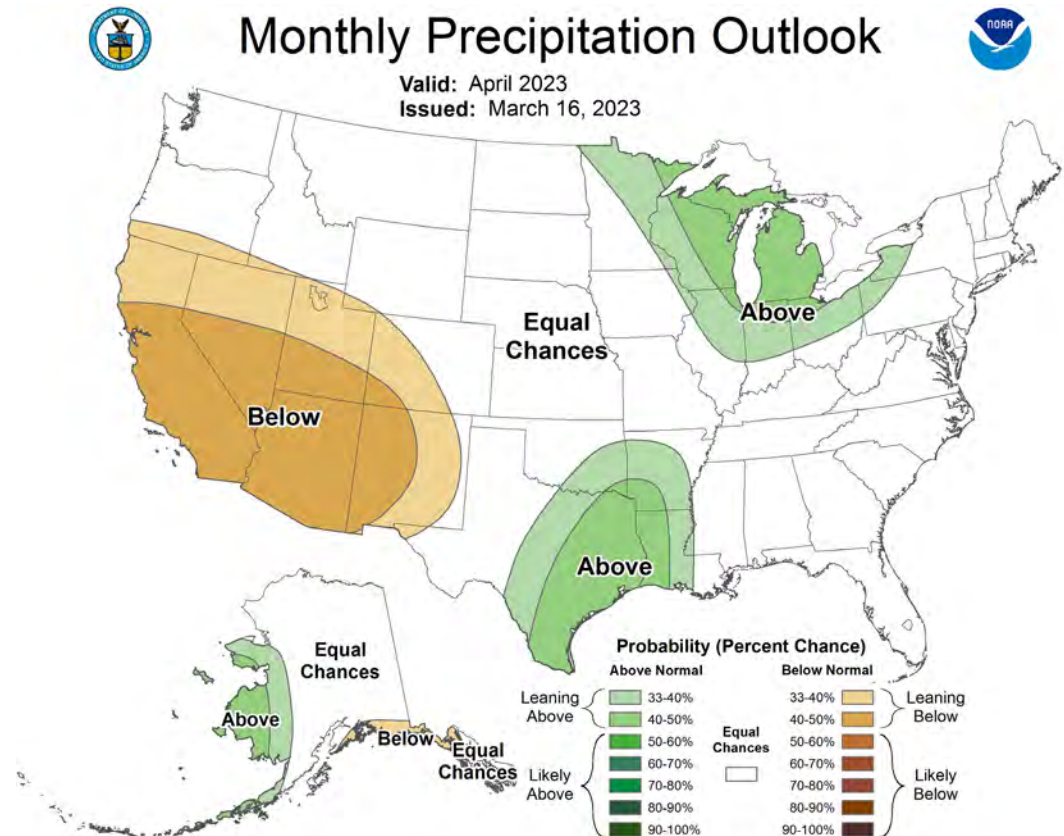 Monthly Precipitation Outlook
NOAA
Valid: April 2023
Issued: March 16, 2023
Above
Equal
Chances
Below
Above
Equal
Chances
Above
Below
Equal
Chances
Probability (Percent Chance)
Above Normal
Below Normal
Leaning
Above
33-40%
40-50%
Likely
Above
50-60%
60-70%
70-80%
80-90%
90-100%
Equal
Chances
33-40%
40-50%
Leaning
Below
50-60%
60-70%
70-80%
80-90%
90-100%
Likely
Below